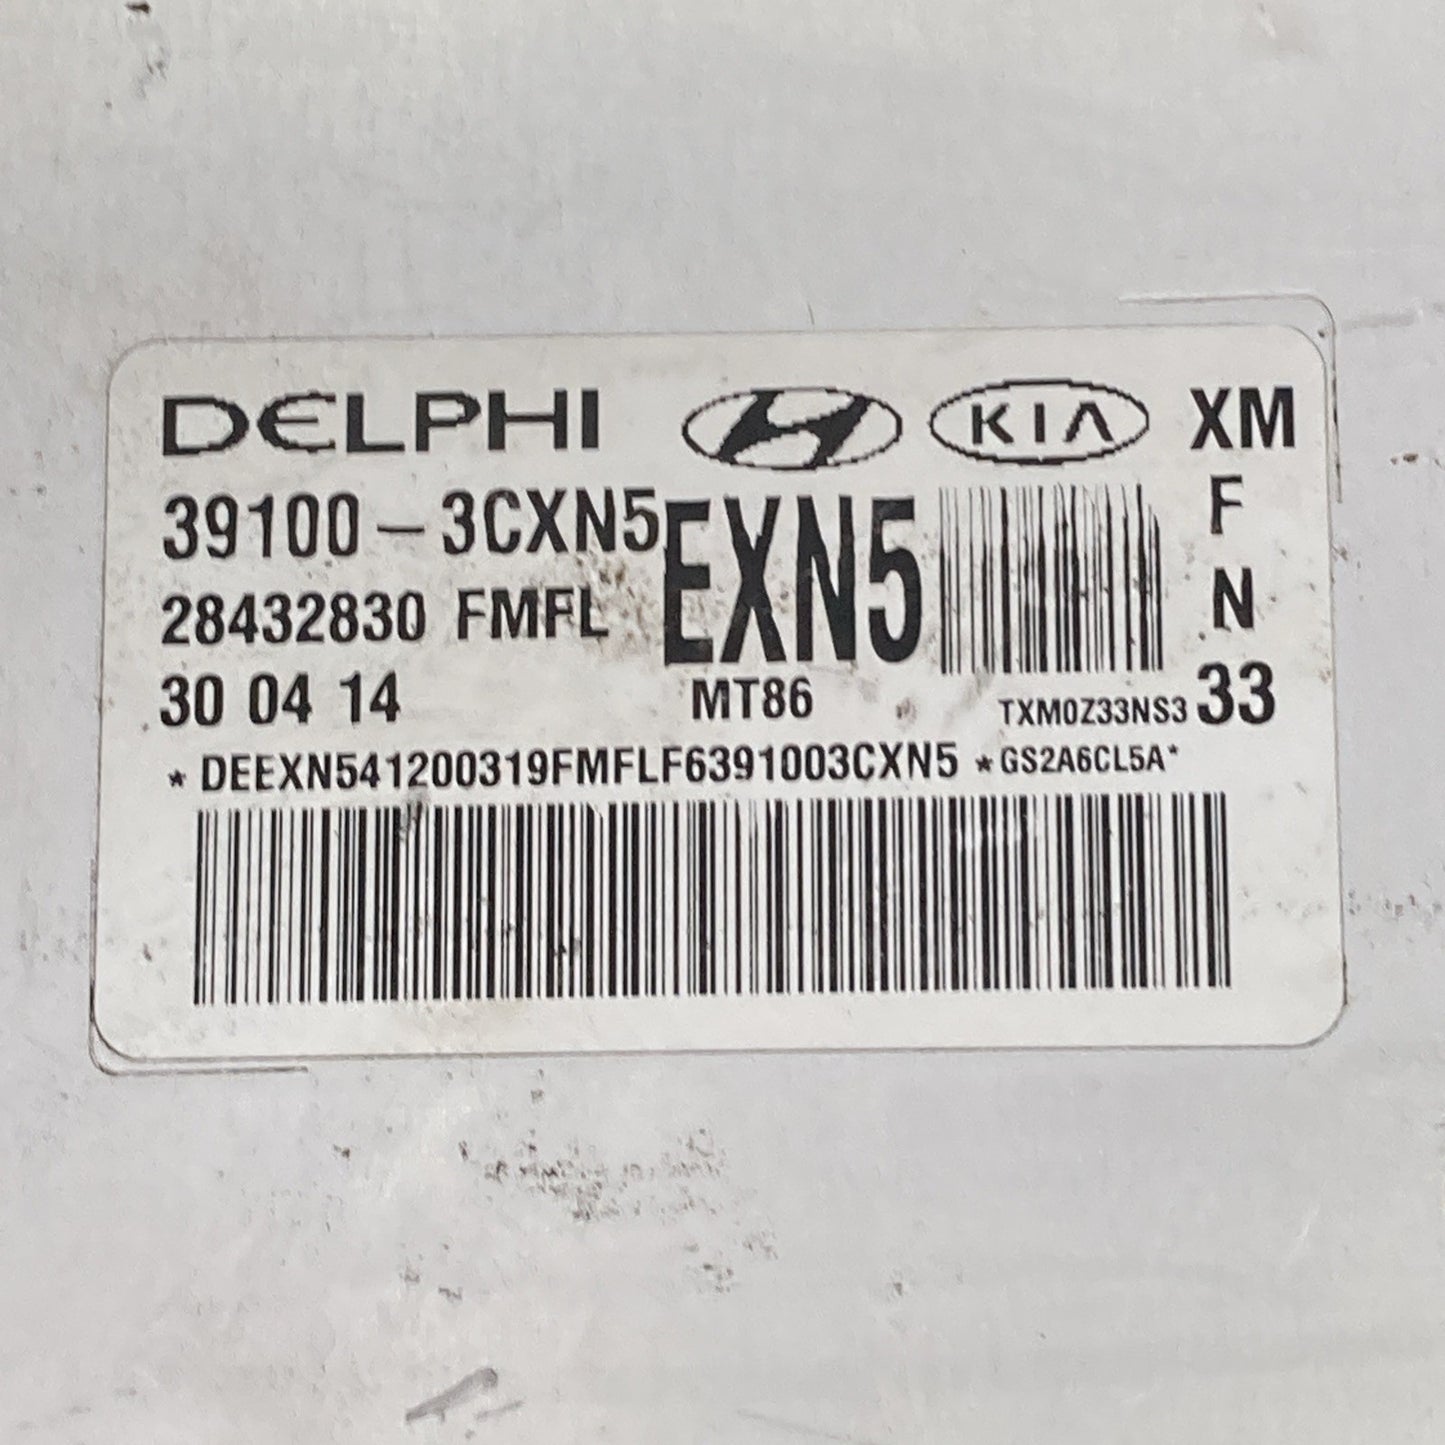 DELPHI KIA XM
39100-3CXN5 EXN5 F
28432830 FMFL N
30 04 14 MT86 TXM0Z33NS3 33
* DEEXN541200319FMFLF6391003CXN5 *GS2A6CL5A*